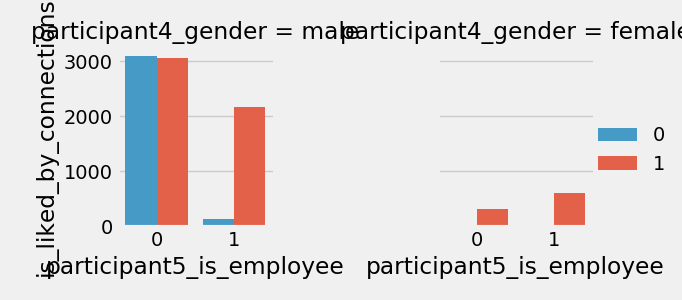 participant4_gender = male
participant4_gender = female
is_liked_by_connections
3000
2000
1000
0
0 1
participant5_is_employee
0 1
participant5_is_employee
0
1